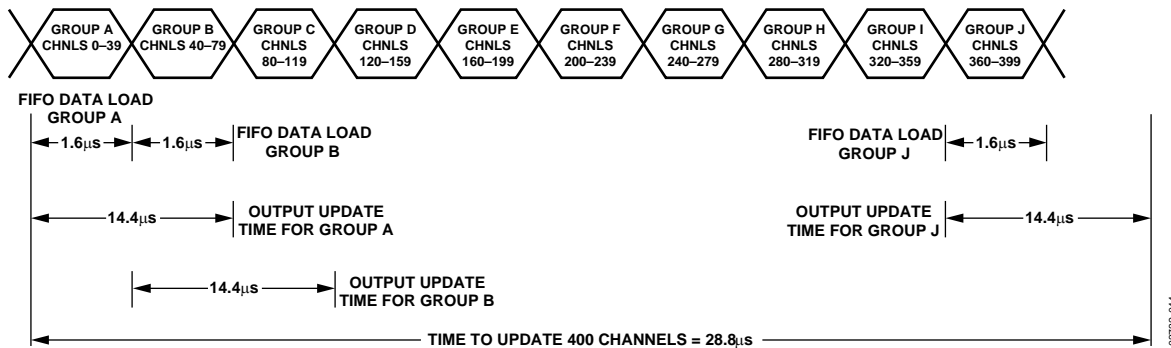 GROUP A
CHNLS 0–39
GROUP B
CHNLS 40–79
GROUP C
CHNLS
80–119
GROUP D
CHNLS
120–159
GROUP E
CHNLS
160–199
GROUP F
CHNLS
200–239
GROUP G
CHNLS
240–279
GROUP H
CHNLS
280–319
GROUP I
CHNLS
320–359
GROUP J
CHNLS
360–399
FIFO DATA LOAD
GROUP A
1.6µs
1.6µs
FIFO DATA LOAD
GROUP B
FIFO DATA LOAD
GROUP J
1.6µs
14.4µs
OUTPUT UPDATE
TIME FOR GROUP A
OUTPUT UPDATE
TIME FOR GROUP J
14.4µs
14.4µs
OUTPUT UPDATE
TIME FOR GROUP B
TIME TO UPDATE 400 CHANNELS = 28.8µs